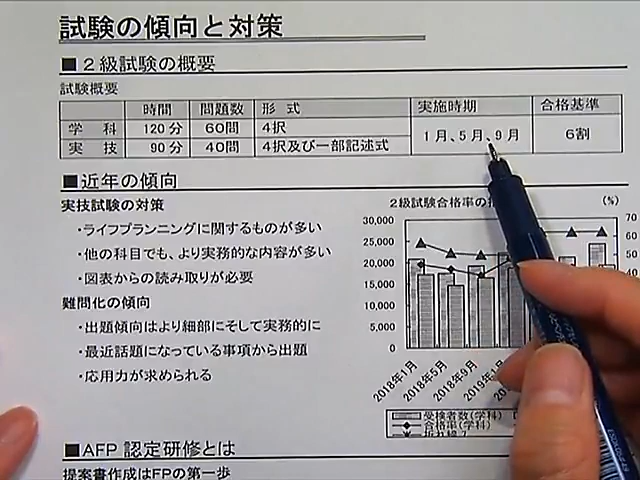 試験の傾向と対策
■２級試験の概要
試験概要
時間 問題数 形 式 実施時期 合格基準
学 科 120分 60問 4択 1月、5月、9月 6割
実 技 90分 40問 4択及び一部記述式
■近年の傾向
実技試験の対策
・ライフプランニングに関するものが多い
・他の科目でも、より実務的な内容が多い
・図表からの読み取りが必要
難問化の傾向
・出題傾向はより細部にそして実務的に
・最近話題になっている事項から出題
・応用力が求められる
2級試験合格率の
(%)
30,000
25,000
20,000
15,000
10,000
5,000
0
70
60
50
40
2018年1月
2018年5月
2018年9月
2019年1月
受検者数(学科)
合格率(学科)
■AFP 認定研修とは
提案書作成はFPの第一歩